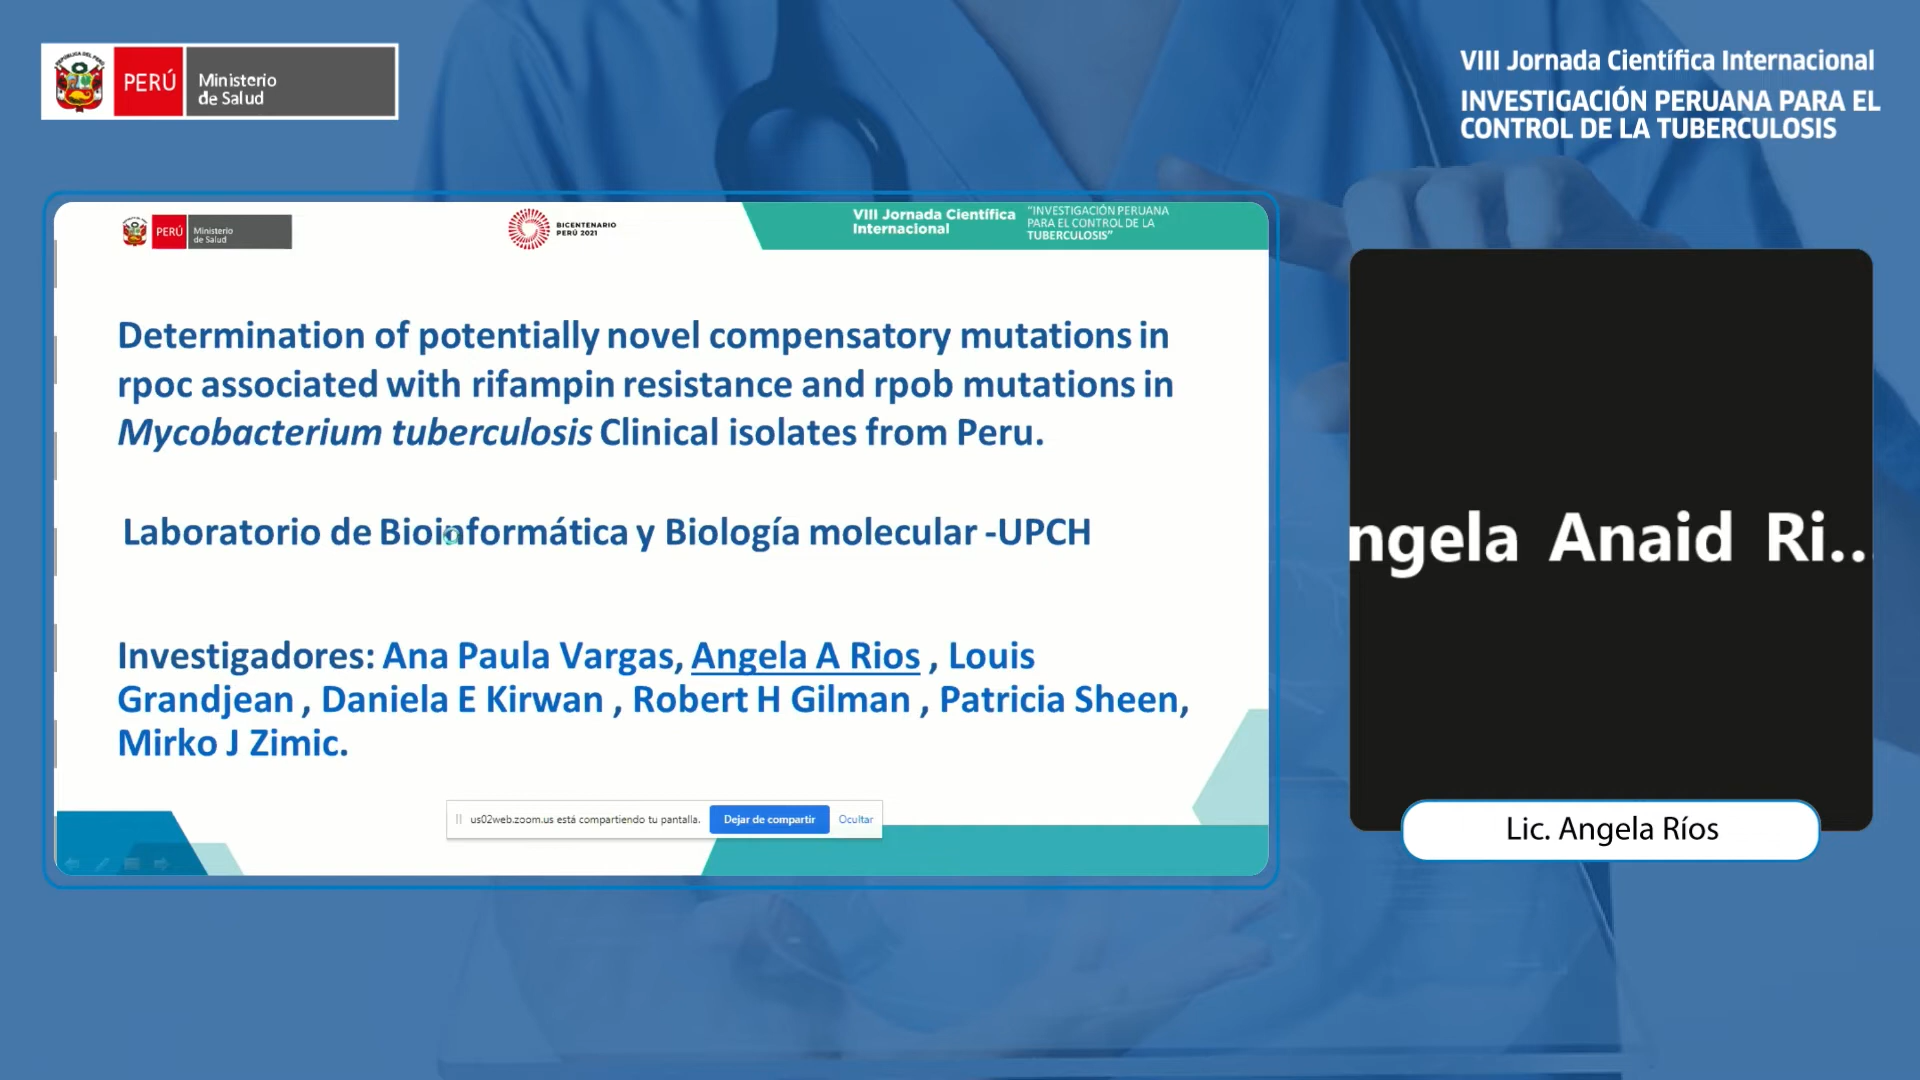 REPÚBLICA DEL PERÚ
PERÚ
Ministerio
de Salud
VIII Jornada Científica Internacional
INVESTIGACIÓN PERUANA PARA EL
CONTROL DE LA TUBERCULOSIS
PERÚ
Ministerio
de Salud
BICENTENARIO
PERÚ 2021
VIII Jornada Científica
Internacional
"INVESTIGACIÓN PERUANA
PARA EL CONTROL DE LA
TUBERCULOSIS"
Determination of potentially novel compensatory mutations in
rpoc associated with rifampin resistance and rpob mutations in
Mycobacterium tuberculosis Clinical isolates from Peru.
Laboratorio de Bioinformática y Biología molecular -UPCH
Investigadores: Ana Paula Vargas, Angela A Rios , Louis
Grandjean , Daniela E Kirwan , Robert H Gilman , Patricia Sheen,
Mirko J Zimic.
us02web.zoom.us está compartiendo tu pantalla.
Dejar de compartir
Ocultar
ngela Anaid Ri...
Lic. Angela Ríos